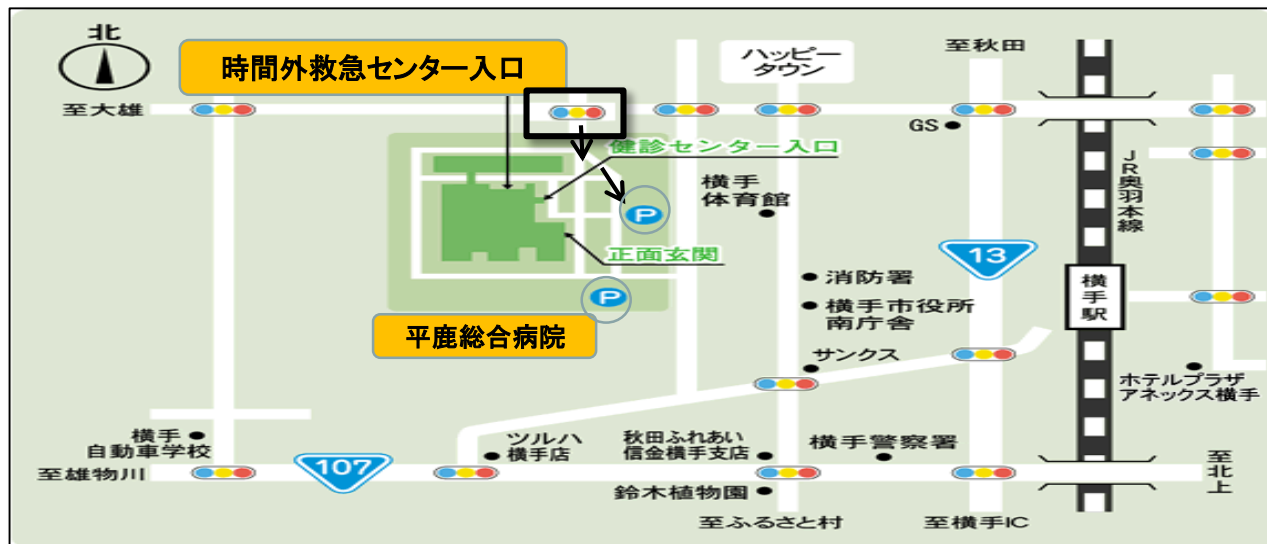 北
時間外救急センター入口
ハッピー
タウン
至秋田
至大雄
GS
健診センター入口
JR奥羽本線
横手
体育館
P
正面玄関
13
消防署
横手駅
P
横手市役所
南庁舎
平鹿総合病院
サンクス
ホテルプラザ
アネックス横手
横手
自動車学校
ツルハ
横手店
秋田ふれあい
信金横手支店
横手警察署
至北上
至雄物川
107
鈴木植物園
至ふるさと村
至横手IC